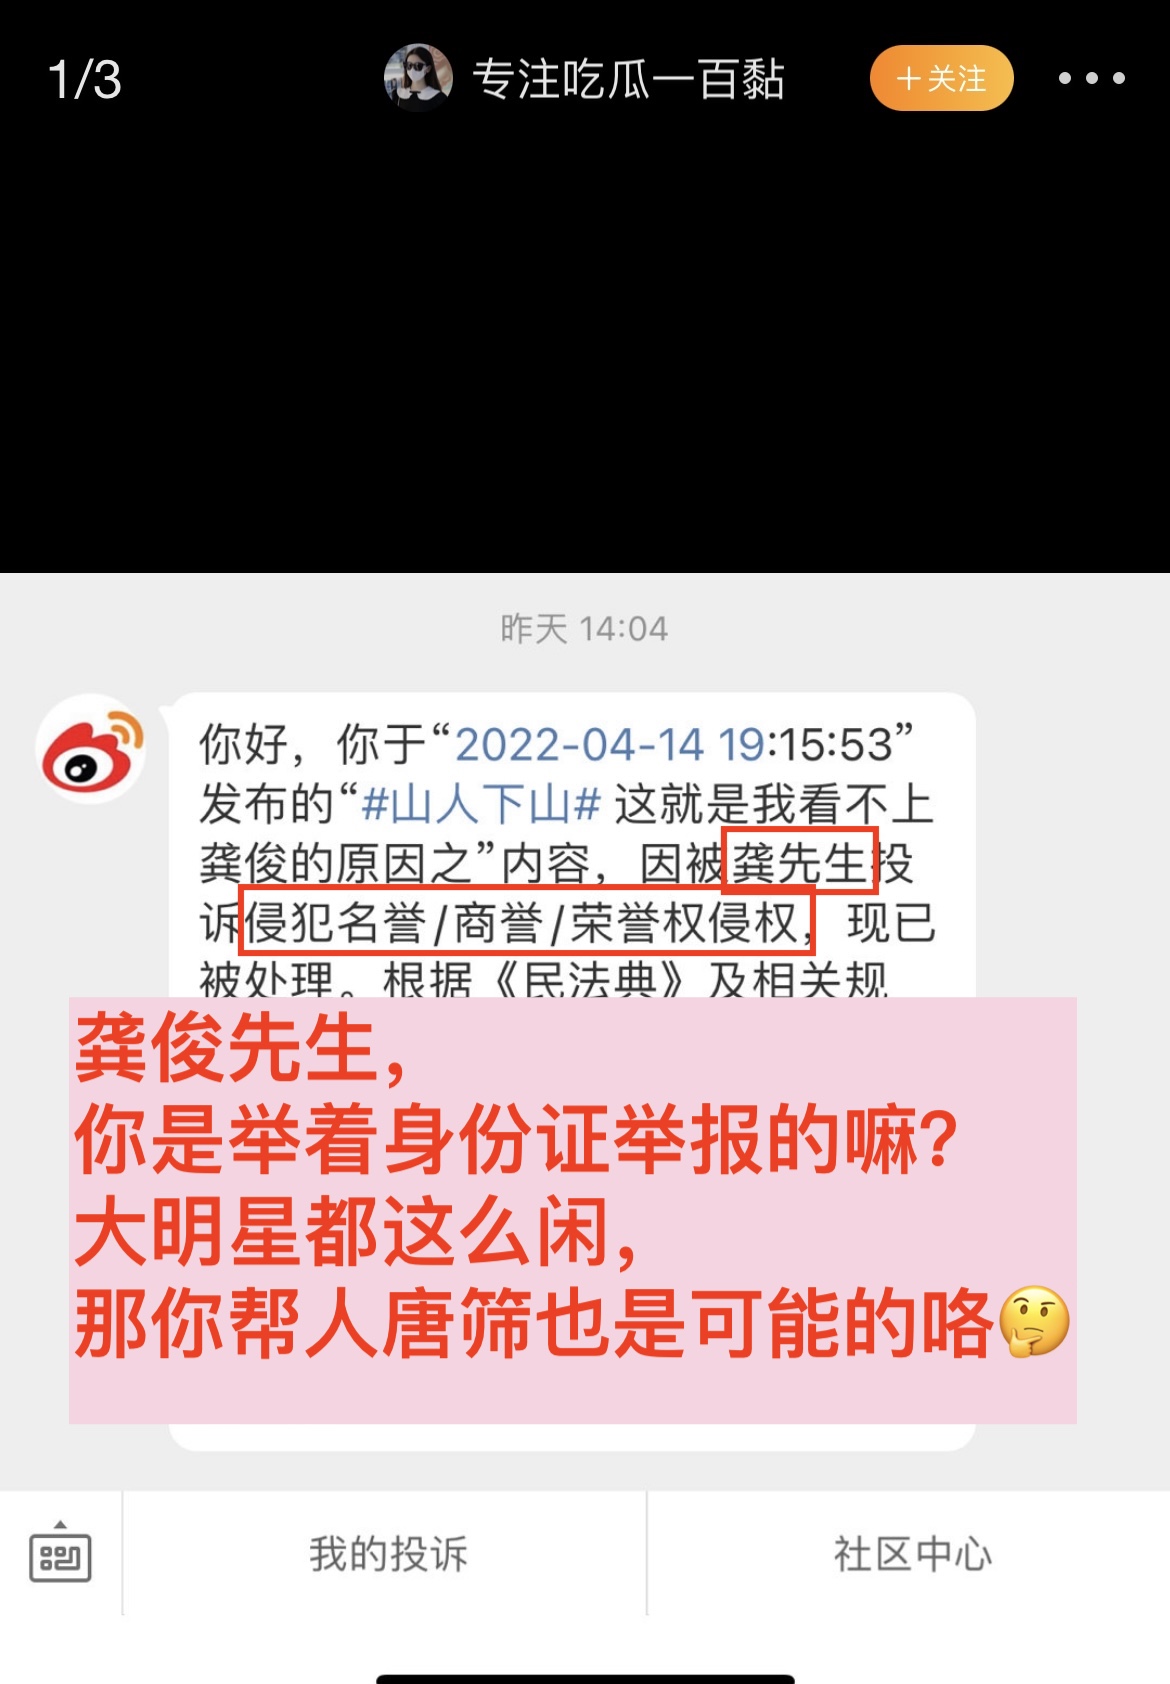 1/3
专注吃瓜一百黏
+关注
昨天 14:04
你好，你于“2022-04-14 19:15:53”
发布的“#山人下山# 这就是我看不上
龚俊的原因之”内容，因被龚先生投
诉侵犯名誉/商誉/荣誉权侵权，现已
被处理。根据《民法典》及相关规
龚俊先生，
你是举着身份证举报的嘛？
大明星都这么闲，
那你帮人唐筛也是可能的咯🤔
我的投诉
社区中心